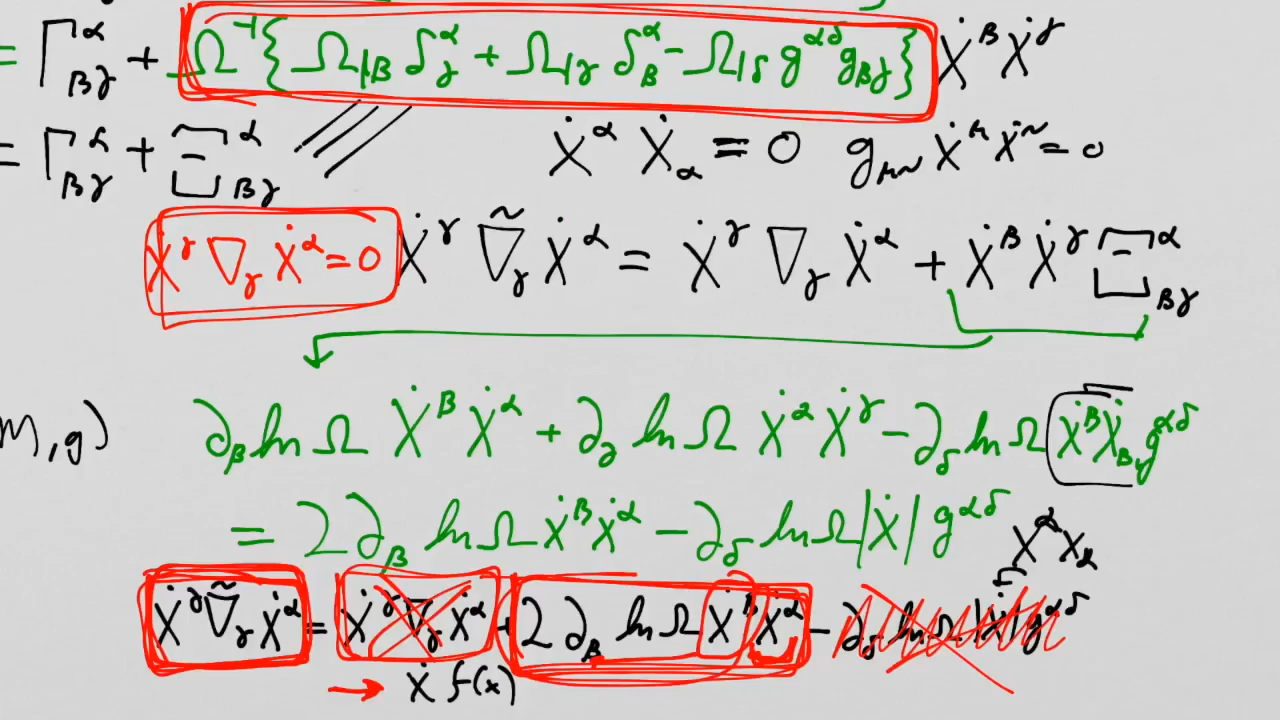 = Γ^α_βγ + Ω^-1 { Ω_|β δ^α_γ + Ω_|γ δ^α_β - Ω_|δ g^αδ g_βγ } Ẋ^β Ẋ^γ
= Γ^α_βγ + Ξ^α_βγ Ẋ^α Ẋ_α = 0 g_μν Ẋ^μ Ẋ^ν = 0
Ẋ^γ ∇_γ Ẋ^α = 0 Ẋ^γ ∇̃_γ Ẋ^α = Ẋ^γ ∇_γ Ẋ^α + Ẋ^β Ẋ^γ Ξ^α_βγ
M, g) ∂_β ln Ω Ẋ^β Ẋ^α + ∂_γ ln Ω Ẋ^α Ẋ^γ - ∂_δ ln Ω Ẋ^β Ẋ_β g^αδ
= 2 ∂_β ln Ω Ẋ^β Ẋ^α - ∂_δ ln Ω |Ẋ| g^αδ
Ẋ^α Ẋ_α
Ẋ^γ ∇̃_γ Ẋ^α = Ẋ^γ ∇_γ Ẋ^α + 2 ∂_β ln Ω Ẋ^β Ẋ^α - ∂_δ ln Ω |Ẋ| g^αδ
→ Ẋ f(x)